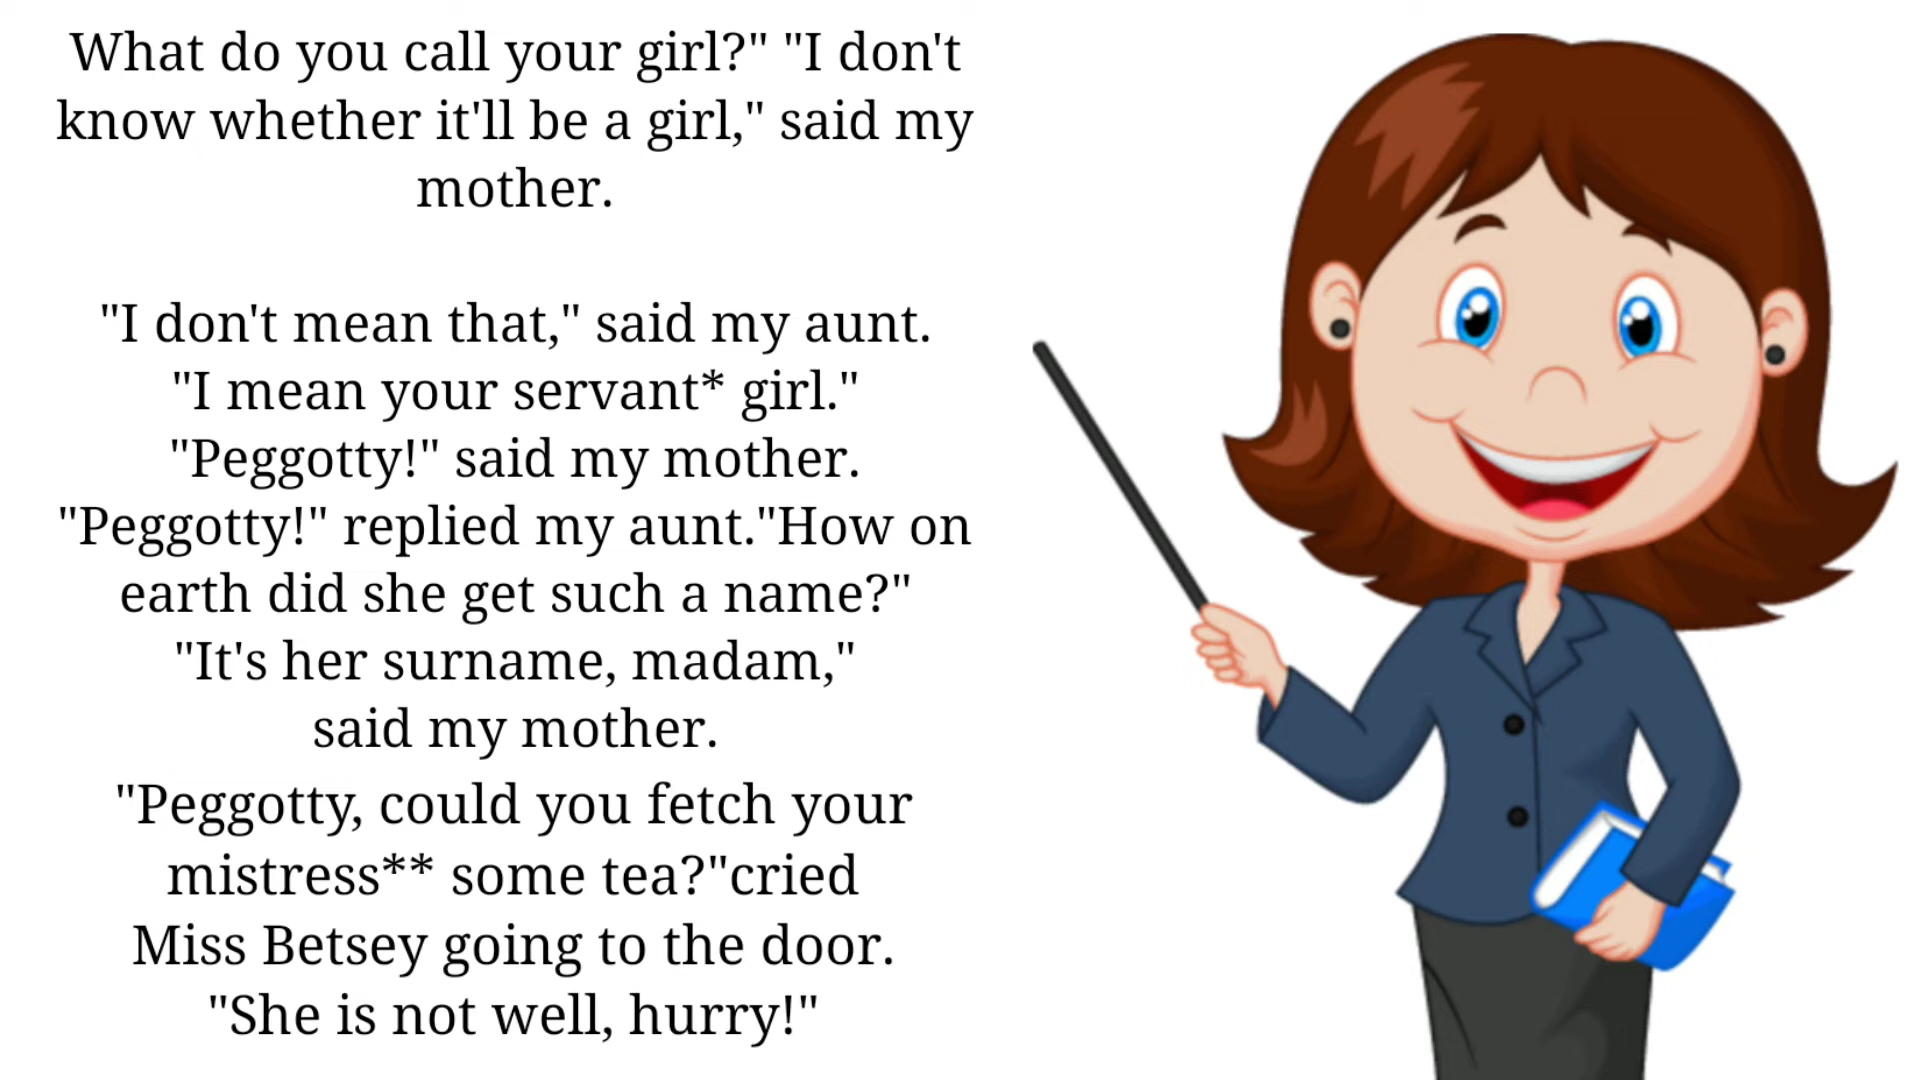 What do you call your girl?" "I don't
know whether it'll be a girl," said my
mother.
"I don't mean that," said my aunt.
"I mean your servant* girl."
"Peggotty!" said my mother.
"Peggotty!" replied my aunt."How on
earth did she get such a name?"
"It's her surname, madam,"
said my mother.
"Peggotty, could you fetch your
mistress** some tea?"cried
Miss Betsey going to the door.
"She is not well, hurry!"